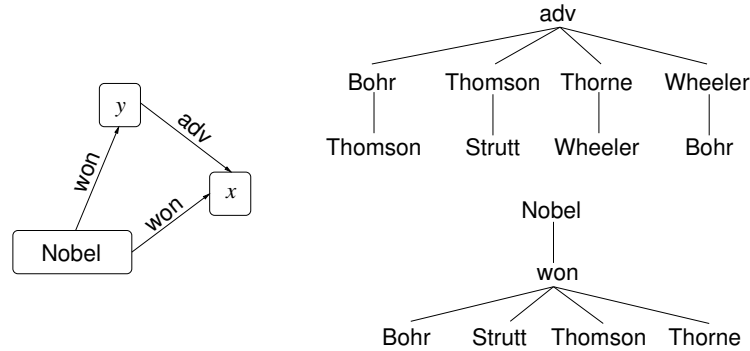 y
adv
won
won
x
Nobel
adv
Bohr Thomson Thorne Wheeler
Thomson Strutt Wheeler Bohr
Nobel
won
Bohr Strutt Thomson Thorne